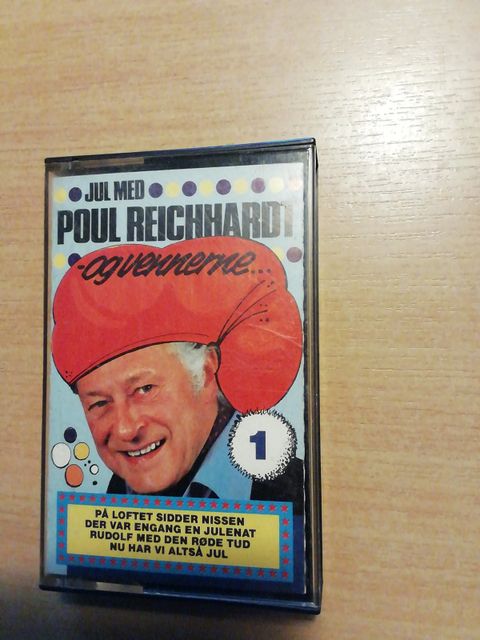 JUL MED
POUL REICHHARDT
-og vennerne...
1
PÅ LOFTET SIDDER NISSEN
DER VAR ENGANG EN JULENAT
RUDOLF MED DEN RØDE TUD
NU HAR VI ALTSÅ JUL